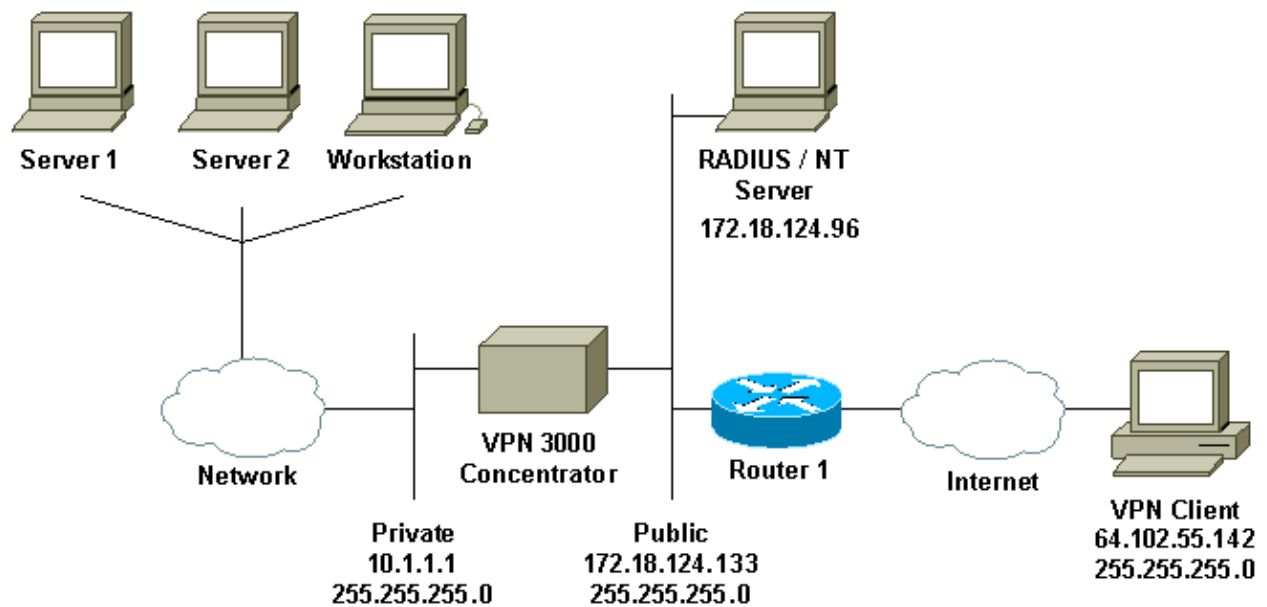 Server 1
Server 2
Workstation
RADIUS / NT
Server
172.18.124.96
Network
VPN 3000
Concentrator
Router 1
Internet
VPN Client
64.102.55.142
255.255.255.0
Private
10.1.1.1
255.255.255.0
Public
172.18.124.133
255.255.255.0